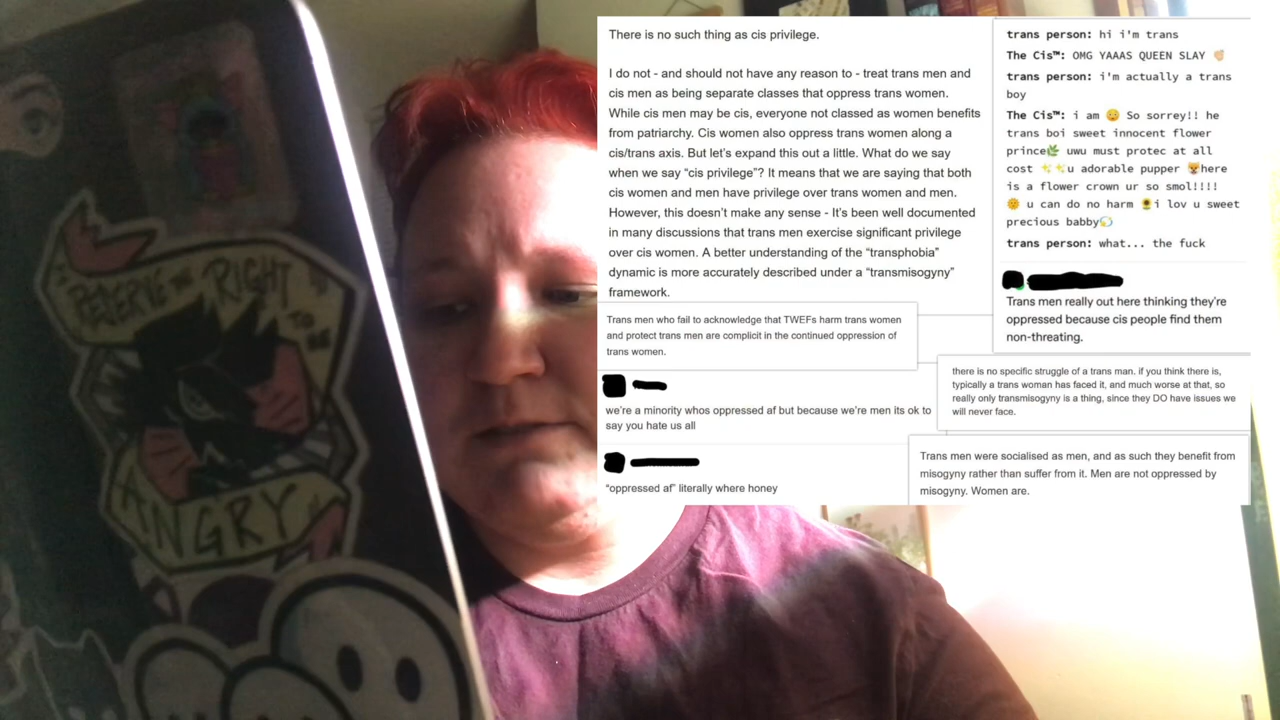 RIGHT
TO
BE
ANGRY
There is no such thing as cis privilege.
I do not - and should not have any reason to - treat trans men and
cis men as being separate classes that oppress trans women.
While cis men may be cis, everyone not classed as women benefits
from patriarchy. Cis women also oppress trans women along a
cis/trans axis. But let's expand this out a little. What do we say
when we say “cis privilege”? It means that we are saying that both
cis women and men have privilege over trans women and men.
However, this doesn't make any sense - It's been well documented
in many discussions that trans men exercise significant privilege
over cis women. A better understanding of the “transphobia”
dynamic is more accurately described under a “transmisogyny”
framework.
Trans men who fail to acknowledge that TWEFs harm trans women
and protect trans men are complicit in the continued oppression of
trans women.
we're a minority whos oppressed af but because we're men its ok to
say you hate us all
“oppressed af” literally where honey
trans person: hi i'm trans
The Cis™: OMG YAAAS QUEEN SLAY 👏🏼
trans person: i'm actually a trans
boy
The Cis™: i am 😳 So sorrey!! he
trans boi sweet innocent flower
prince🌿 uwu must protec at all
cost ✨✨u adorable pupper 😸here
is a flower crown ur so smol!!!!
🌞 u can do no harm 🌻i lov u sweet
precious babby💫
trans person: what... the fuck
Trans men really out here thinking they're
oppressed because cis people find them
non-threating.
there is no specific struggle of a trans man. if you think there is,
typically a trans woman has faced it, and much worse at that, so
really only transmisogyny is a thing, since they DO have issues we
will never face.
Trans men were socialised as men, and as such they benefit from
misogyny rather than suffer from it. Men are not oppressed by
misogyny. Women are.